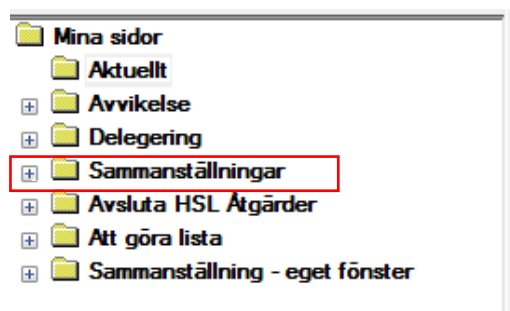 Mina sidor
Aktuellt
Avvikelse
Delegering
Sammanställningar
Avsluta HSL Åtgärder
Att göra lista
Sammanställning - eget fönster